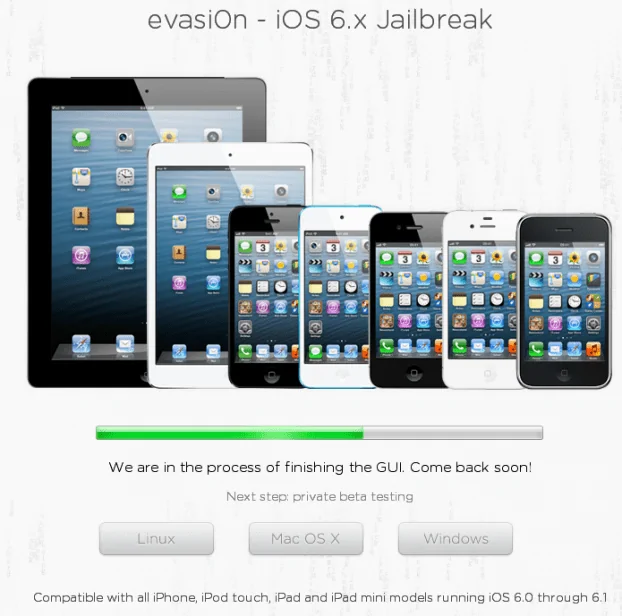 evasi0n - iOS 6.x Jailbreak
We are in the process of finishing the GUI. Come back soon!
Next step: private beta testing
Linux
Mac OS X
Windows
Compatible with all iPhone, iPod touch, iPad and iPad mini models running iOS 6.0 through 6.1